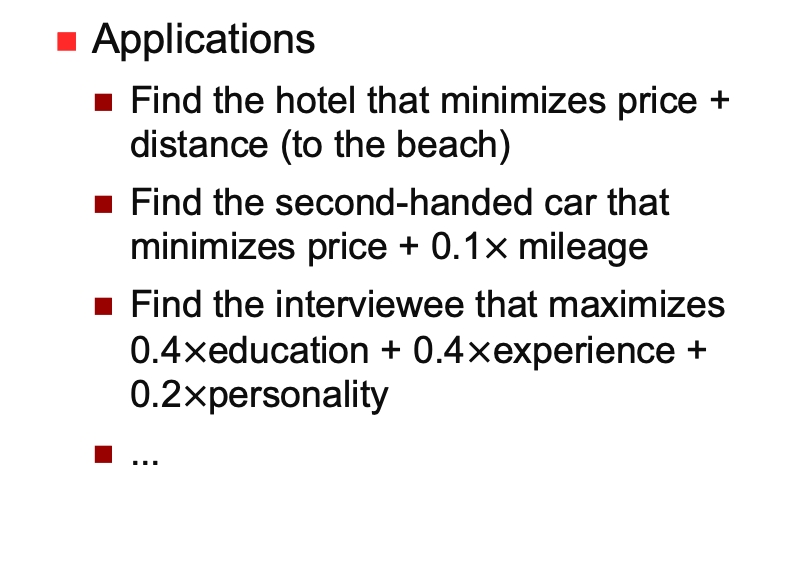 Applications
Find the hotel that minimizes price +
distance (to the beach)
Find the second-handed car that
minimizes price + 0.1× mileage
Find the interviewee that maximizes
0.4×education + 0.4×experience +
0.2×personality
...